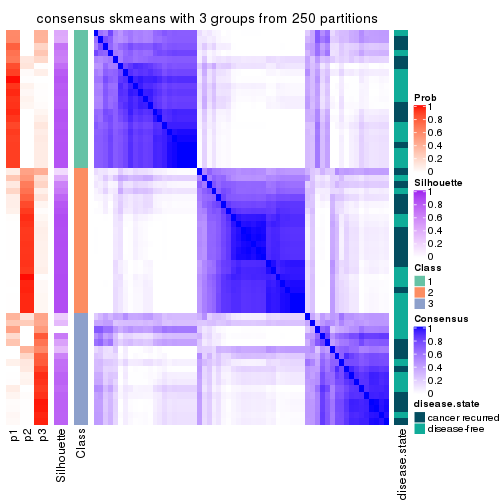 consensus skmeans with 3 groups from 250 partitions
Prob
1
0.8
0.6
0.4
0.2
0
Silhouette
1
0.8
0.6
0.4
0.2
0
Class
1
2
3
Consensus
1
0.8
0.6
0.4
0.2
0
disease.state
cancer recurred
disease-free
p1
p2
p3
Silhouette
Class
disease.state